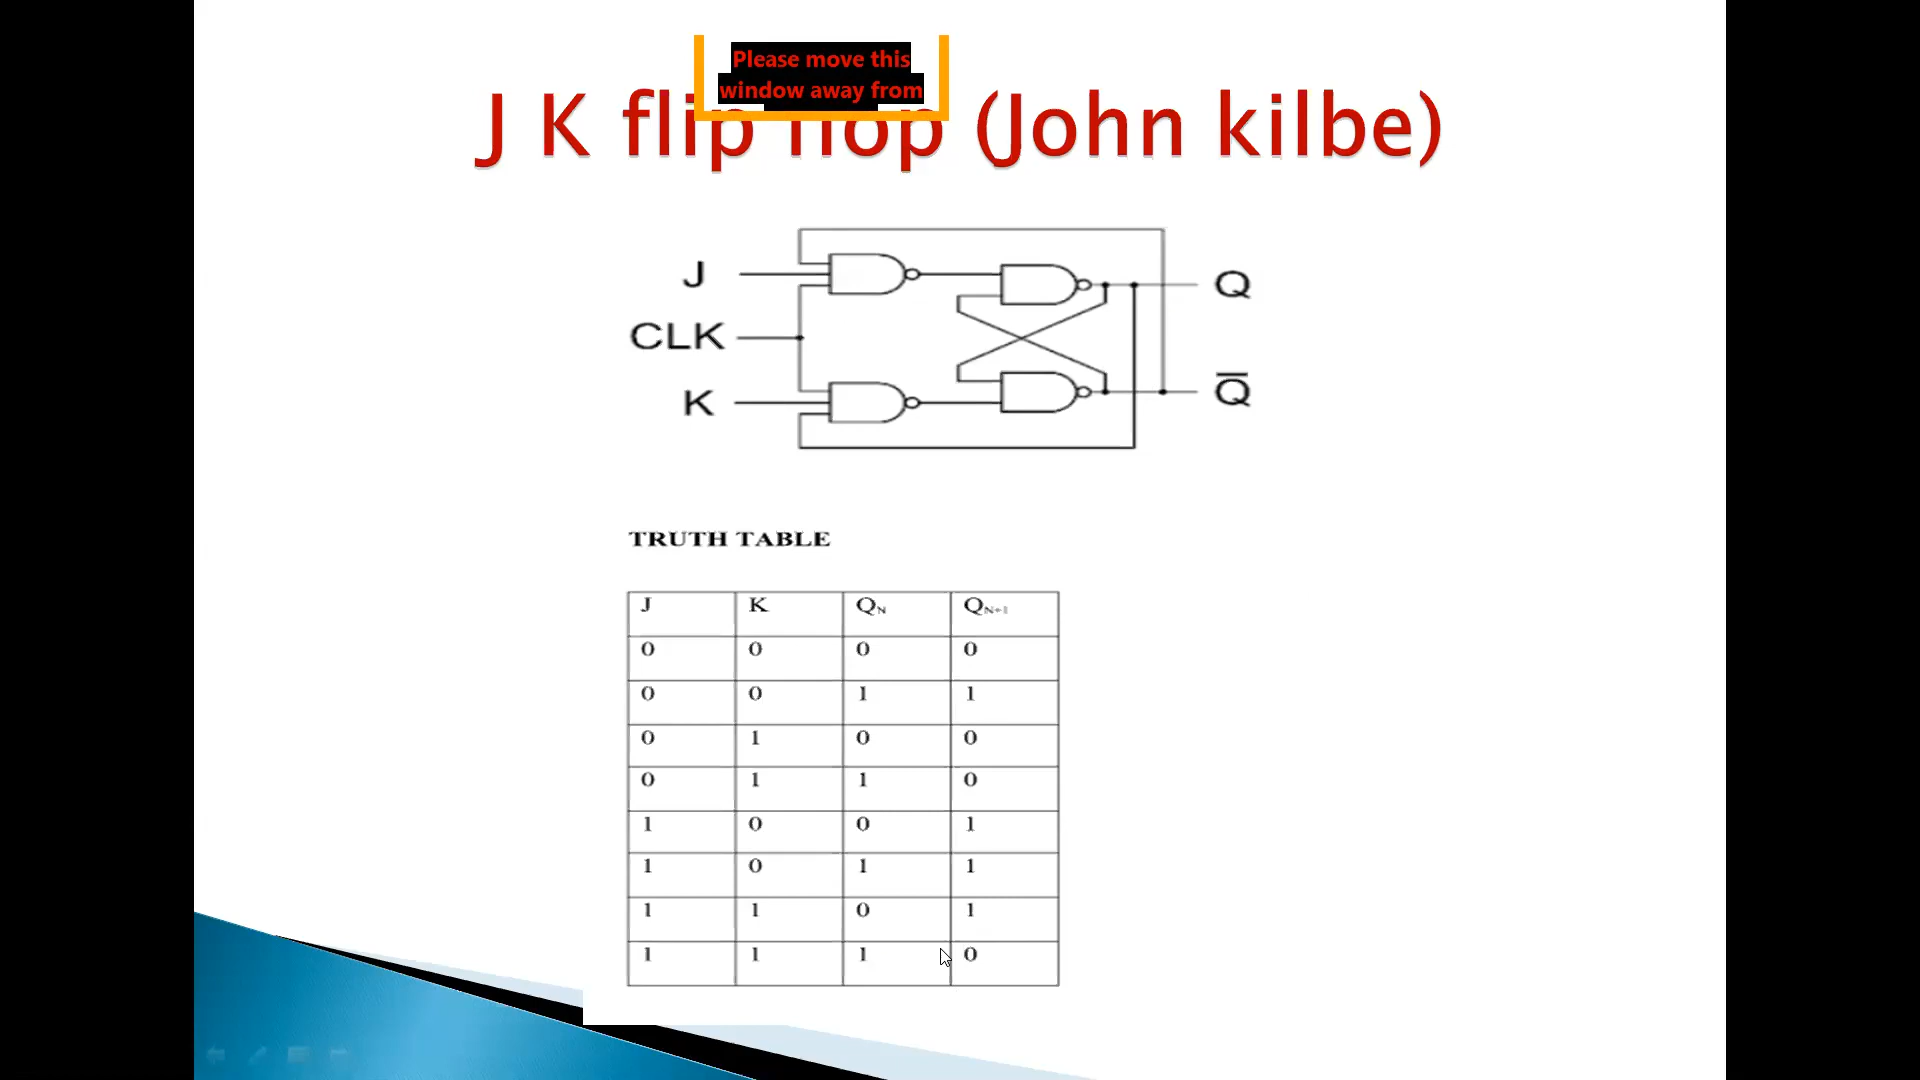 Please move this
window away from
J K flip flop (John kilbe)
J
Q
CLK
K
Q̅
TRUTH TABLE
J K QN QN+1
0 0 0 0
0 0 1 1
0 1 0 0
0 1 1 0
1 0 0 1
1 0 1 1
1 1 0 1
1 1 1 0